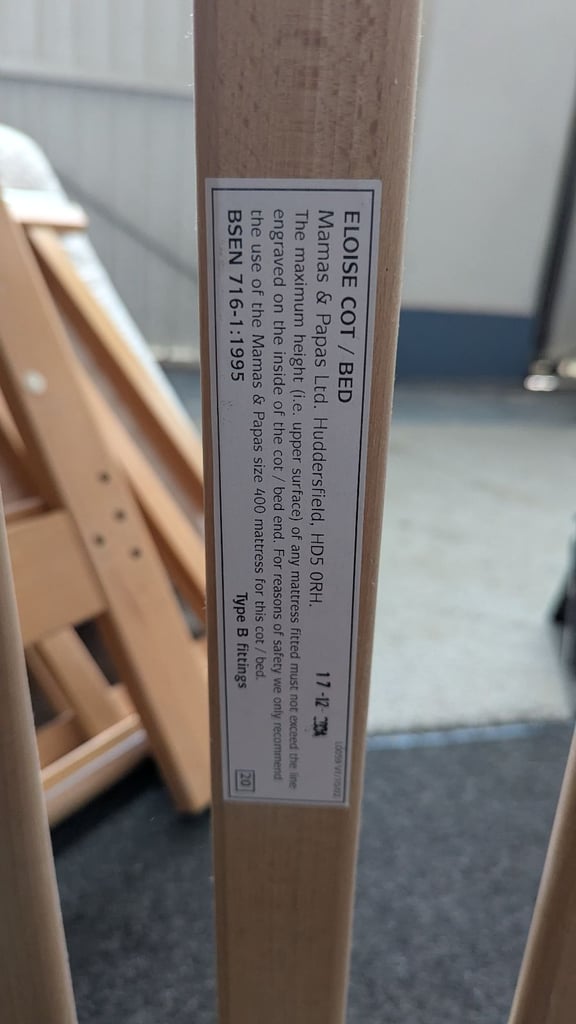 ELOISE COT / BED
Mamas & Papas Ltd. Huddersfield, HD5 0RH.
17-12
The maximum height (i.e. upper surface) of any mattress fitted must not exceed the line
engraved on the inside of the cot / bed end. For reasons of safety we only recommend
the use of the Mamas & Papas size 400 mattress for this cot / bed.
BSEN 716-1:1995
Type B fittings
20